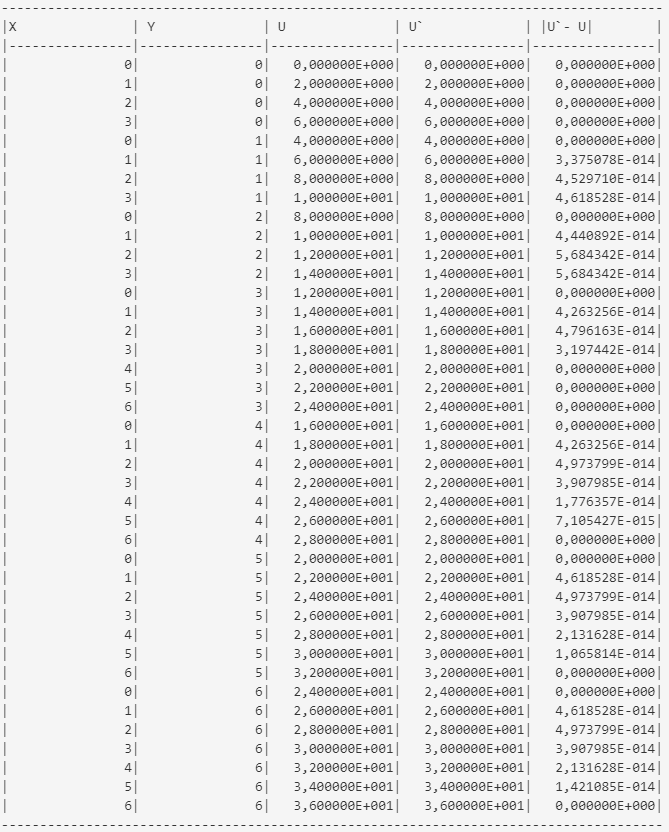 |X | Y | U | U` | |U`- U| |
| 0| 0| 0,000000E+000| 0,000000E+000| 0,000000E+000|
| 1| 0| 2,000000E+000| 2,000000E+000| 0,000000E+000|
| 2| 0| 4,000000E+000| 4,000000E+000| 0,000000E+000|
| 3| 0| 6,000000E+000| 6,000000E+000| 0,000000E+000|
| 0| 1| 4,000000E+000| 4,000000E+000| 0,000000E+000|
| 1| 1| 6,000000E+000| 6,000000E+000| 3,375078E-014|
| 2| 1| 8,000000E+000| 8,000000E+000| 4,529710E-014|
| 3| 1| 1,000000E+001| 1,000000E+001| 4,618528E-014|
| 0| 2| 8,000000E+000| 8,000000E+000| 0,000000E+000|
| 1| 2| 1,000000E+001| 1,000000E+001| 4,440892E-014|
| 2| 2| 1,200000E+001| 1,200000E+001| 5,684342E-014|
| 3| 2| 1,400000E+001| 1,400000E+001| 5,684342E-014|
| 0| 3| 1,200000E+001| 1,200000E+001| 0,000000E+000|
| 1| 3| 1,400000E+001| 1,400000E+001| 4,263256E-014|
| 2| 3| 1,600000E+001| 1,600000E+001| 4,796163E-014|
| 3| 3| 1,800000E+001| 1,800000E+001| 3,197442E-014|
| 4| 3| 2,000000E+001| 2,000000E+001| 0,000000E+000|
| 5| 3| 2,200000E+001| 2,200000E+001| 0,000000E+000|
| 6| 3| 2,400000E+001| 2,400000E+001| 0,000000E+000|
| 0| 4| 1,600000E+001| 1,600000E+001| 0,000000E+000|
| 1| 4| 1,800000E+001| 1,800000E+001| 4,263256E-014|
| 2| 4| 2,000000E+001| 2,000000E+001| 4,973799E-014|
| 3| 4| 2,200000E+001| 2,200000E+001| 3,907985E-014|
| 4| 4| 2,400000E+001| 2,400000E+001| 1,776357E-014|
| 5| 4| 2,600000E+001| 2,600000E+001| 7,105427E-015|
| 6| 4| 2,800000E+001| 2,800000E+001| 0,000000E+000|
| 0| 5| 2,000000E+001| 2,000000E+001| 0,000000E+000|
| 1| 5| 2,200000E+001| 2,200000E+001| 4,618528E-014|
| 2| 5| 2,400000E+001| 2,400000E+001| 4,973799E-014|
| 3| 5| 2,600000E+001| 2,600000E+001| 3,907985E-014|
| 4| 5| 2,800000E+001| 2,800000E+001| 2,131628E-014|
| 5| 5| 3,000000E+001| 3,000000E+001| 1,065814E-014|
| 6| 5| 3,200000E+001| 3,200000E+001| 0,000000E+000|
| 0| 6| 2,400000E+001| 2,400000E+001| 0,000000E+000|
| 1| 6| 2,600000E+001| 2,600000E+001| 4,618528E-014|
| 2| 6| 2,800000E+001| 2,800000E+001| 4,973799E-014|
| 3| 6| 3,000000E+001| 3,000000E+001| 3,907985E-014|
| 4| 6| 3,200000E+001| 3,200000E+001| 2,131628E-014|
| 5| 6| 3,400000E+001| 3,400000E+001| 1,421085E-014|
| 6| 6| 3,600000E+001| 3,600000E+001| 0,000000E+000|